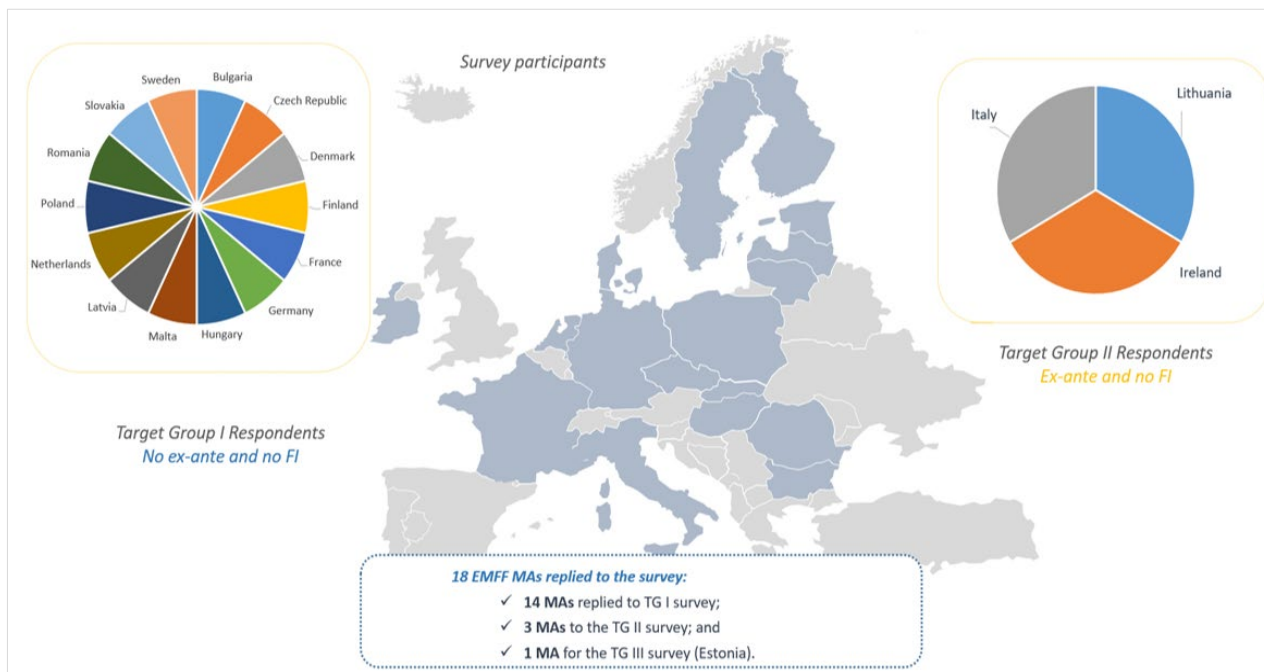 Survey participants
Sweden
Bulgaria
Slovakia
Czech Republic
Romania
Denmark
Poland
Finland
Netherlands
France
Latvia
Germany
Malta
Hungary
Target Group I Respondents
No ex-ante and no FI
Italy
Lithuania
Ireland
Target Group II Respondents
Ex-ante and no FI
18 EMFF MAs replied to the survey:
✓ 14 MAs replied to TG I survey;
✓ 3 MAs to the TG II survey; and
✓ 1 MA for the TG III survey (Estonia).